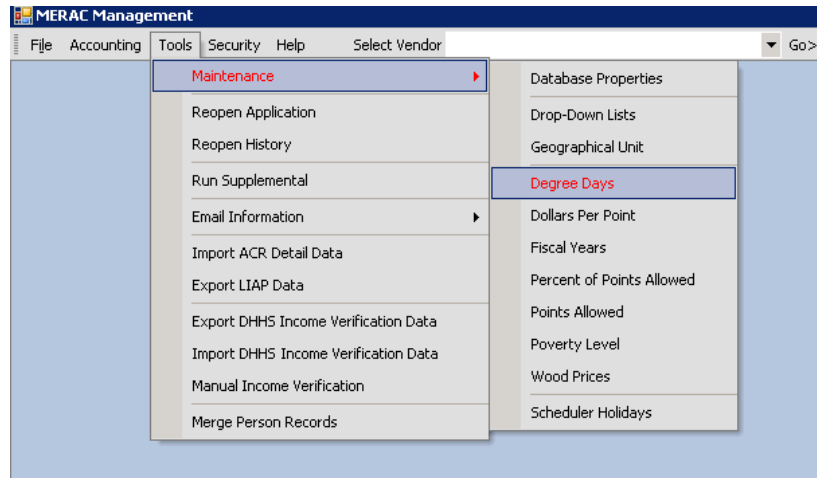 MERAC Management
File Accounting Tools Security Help Select Vendor Go>
Maintenance
Reopen Application
Reopen History
Run Supplemental
Email Information
Import ACR Detail Data
Export LIAP Data
Export DHHS Income Verification Data
Import DHHS Income Verification Data
Manual Income Verification
Merge Person Records
Database Properties
Drop-Down Lists
Geographical Unit
Degree Days
Dollars Per Point
Fiscal Years
Percent of Points Allowed
Points Allowed
Poverty Level
Wood Prices
Scheduler Holidays